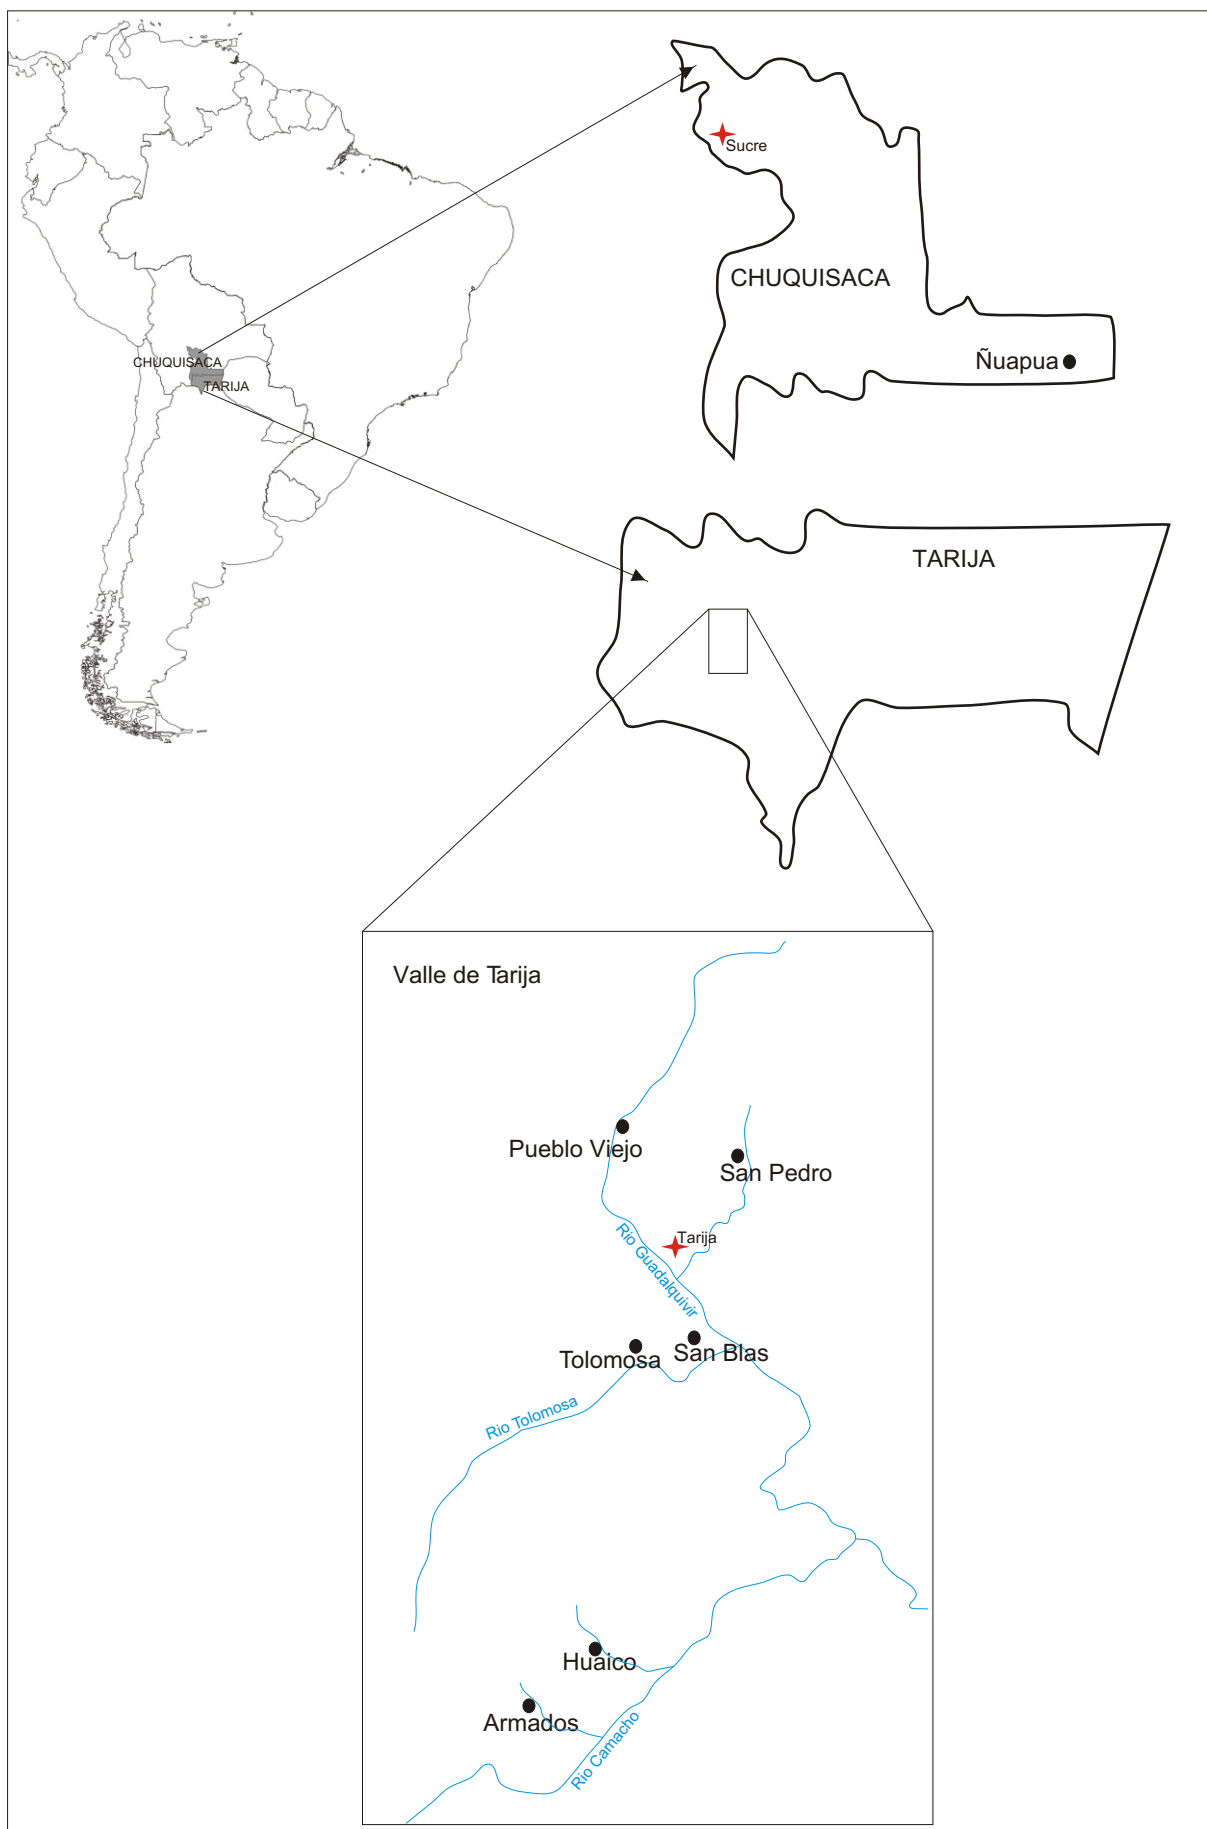 CHUQUISACA
TARIJA
Sucre
CHUQUISACA
Ñuapua
TARIJA
Valle de Tarija
Pueblo Viejo
San Pedro
Tarija
Rio Guadalquivir
Tolomosa
San Blas
Rio Tolomosa
Huaico
Armados
Rio Camacho